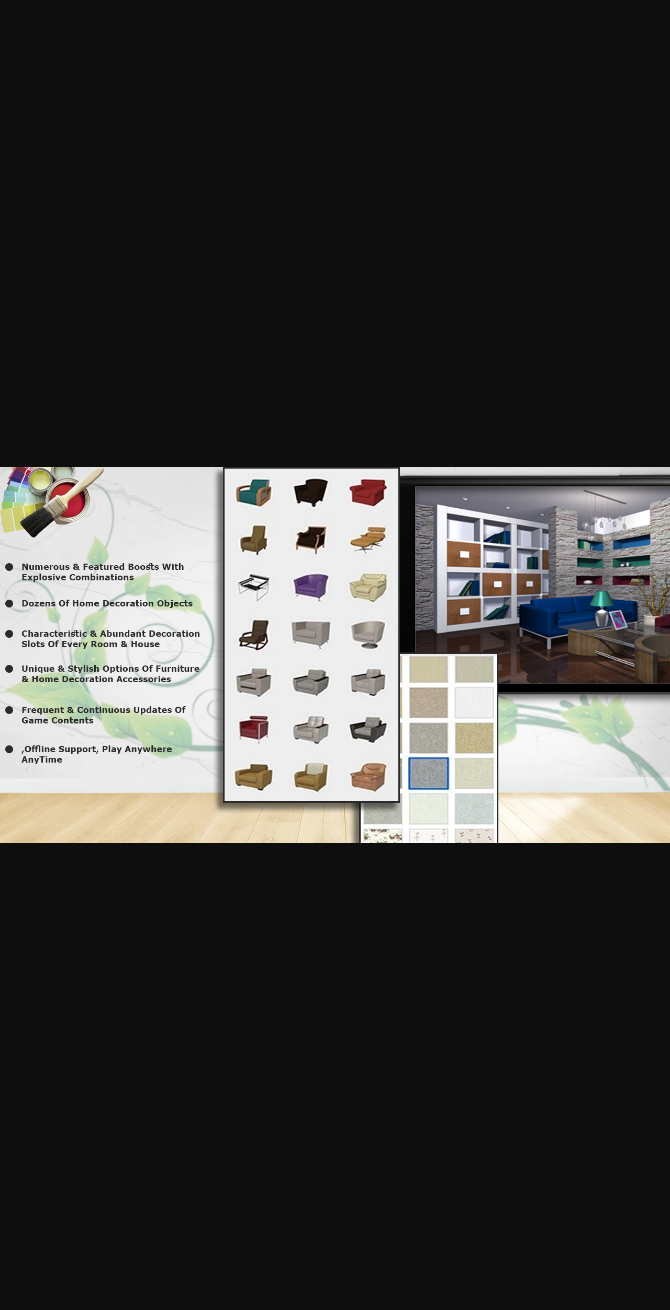 Numerous & Featured Boosts With
Explosive Combinations
Dozens Of Home Decoration Objects
Characteristic & Abundant Decoration
Slots Of Every Room & House
Unique & Stylish Options Of Furniture
& Home Decoration Accessories
Frequent & Continuous Updates Of
Game Contents
,Offline Support, Play Anywhere
AnyTime